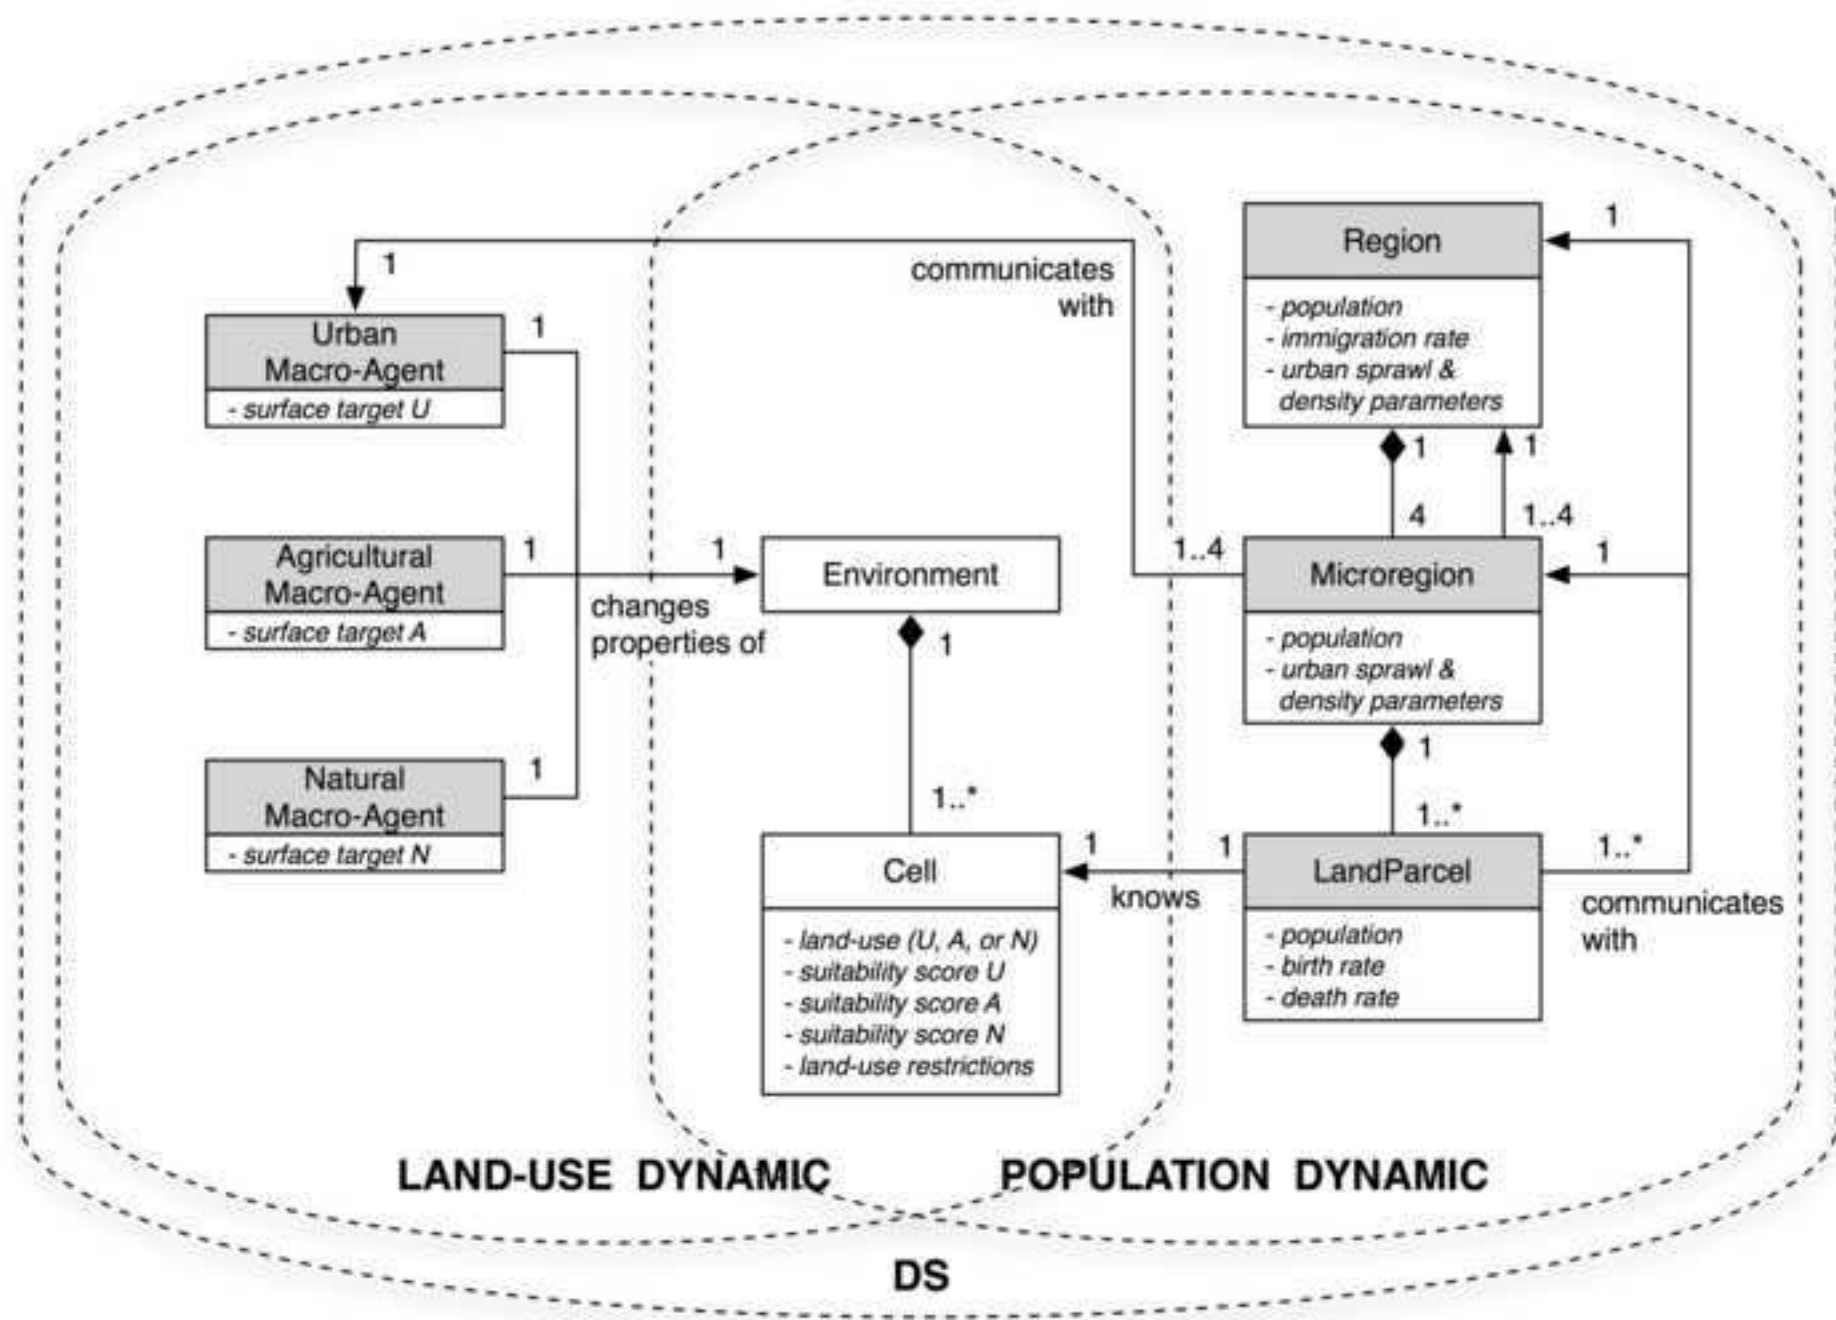 Region
1
- population
- immigration rate
- urban sprawl &
density parameters
communicates
with
1
Urban
Macro-Agent
- surface target U
1
1
4
1
1..4
Agricultural
Macro-Agent
- surface target A
1
1
changes
properties of
Environment
1
1..*
1..4
Microregion
1
- population
- urban sprawl &
density parameters
1
1..*
Natural
Macro-Agent
- surface target N
1
Cell
- land-use (U, A, or N)
- suitability score U
- suitability score A
- suitability score N
- land-use restrictions
1
1
knows
LandParcel
- population
- birth rate
- death rate
1..*
communicates
with
LAND-USE DYNAMIC
POPULATION DYNAMIC
DS